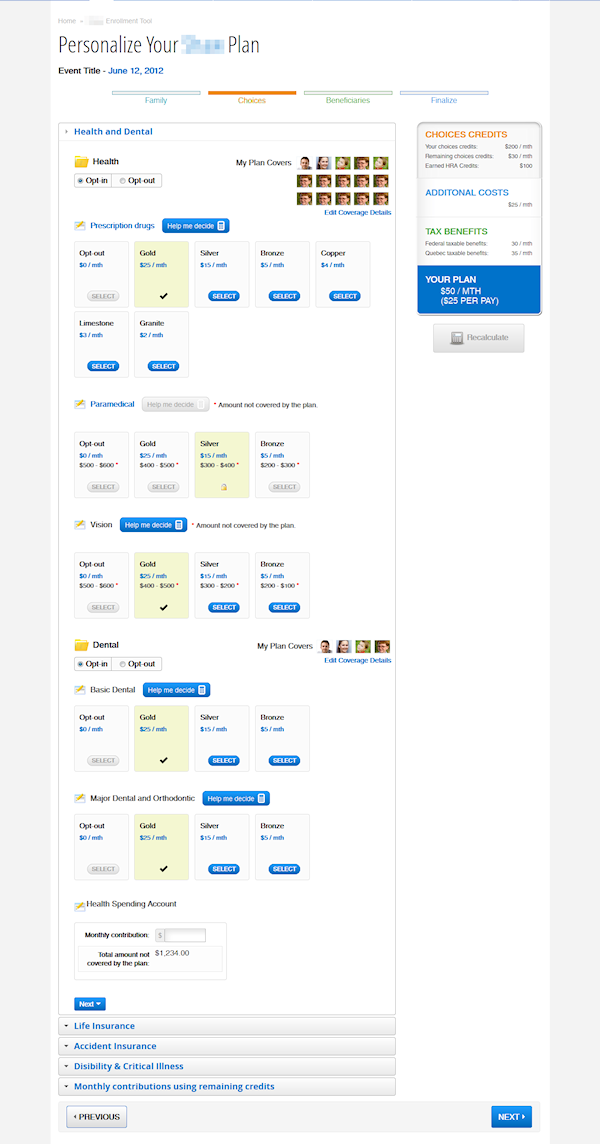 Home » Enrollment Tool
Personalize Your Plan
Event Title - June 12, 2012
Family Choices Beneficiaries Finalize
Health and Dental
Health
My Plan Covers
Opt-in Opt-out
Edit Coverage Details
Prescription drugs Help me decide
Opt-out Gold Silver Bronze Copper
$0 / mth $25 / mth $15 / mth $5 / mth $4 / mth
SELECT SELECT SELECT SELECT
Limestone Granite
$3 / mth $2 / mth
SELECT SELECT
Paramedical Help me decide * Amount not covered by the plan.
Opt-out Gold Silver Bronze
$0 / mth $25 / mth $15 / mth $5 / mth
$500 - $600 * $400 - $500 * $300 - $400 * $200 - $300 *
SELECT SELECT SELECT
Vision Help me decide * Amount not covered by the plan.
Opt-out Gold Silver Bronze
$0 / mth $25 / mth $15 / mth $5 / mth
$500 - $600 * $400 - $500 * $300 - $200 * $200 - $100 *
SELECT SELECT SELECT
Dental
My Plan Covers
Opt-in Opt-out
Edit Coverage Details
Basic Dental Help me decide
Opt-out Gold Silver Bronze
$0 / mth $25 / mth $15 / mth $5 / mth
SELECT SELECT SELECT
Major Dental and Orthodontic Help me decide
Opt-out Gold Silver Bronze
$0 / mth $25 / mth $15 / mth $5 / mth
SELECT SELECT SELECT
Health Spending Account
Monthly contribution: $
Total amount not $1,234.00
covered by the plan:
Next
Life Insurance
Accident Insurance
Disibility & Critical Illness
Monthly contributions using remaining credits
PREVIOUS
NEXT
CHOICES CREDITS
Your choices credits: $200 / mth
Remaining choices credits: $30 / mth
Earned HRA Credits: $100
ADDITONAL COSTS
$25 / mth
TAX BENEFITS
Federal taxable benefits: 30 / mth
Quebec taxable benefits: 35 / mth
YOUR PLAN
$50 / MTH
($25 PER PAY)
Recalculate